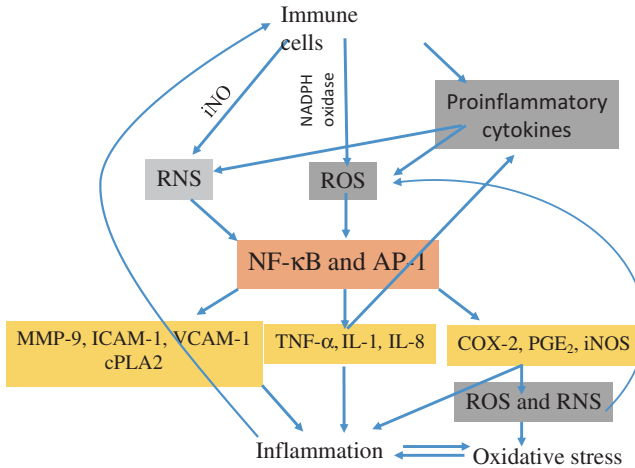 Immune
cells
iNO
NADPH
oxidase
Proinflammatory
cytokines
RNS
ROS
NF-κB and AP-1
MMP-9, ICAM-1, VCAM-1
cPLA2
TNF-α, IL-1, IL-8
COX-2, PGE₂, iNOS
ROS and RNS
Inflammation
Oxidative stress